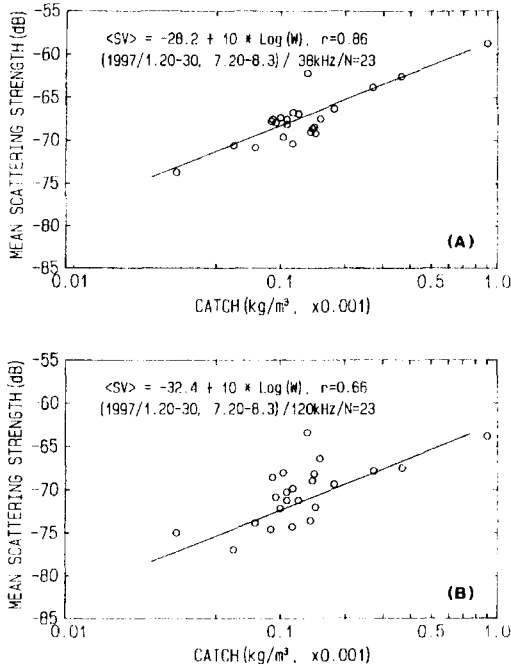 <SV> = -28.2 + 10 * Log(W), r=0.86
(1997/1.20-30, 7.20-8.3)/ 38kHz/N=23
MEAN SCATTERING STRENGTH (dB)
-55
-60
-65
-70
-75
-80
-85
(A)
0.01
0.1
0.5
1.0
CATCH (kg/m³, x0.001)
<SV> = -32.4 + 10 * Log(W), r=0.66
(1997/1.20-30, 7.20-8.3)/120kHz/N=23
MEAN SCATTERING STRENGTH (dB)
-55
-60
-65
-70
-75
-80
-85
(B)
0.01
0.1
0.5
1.0
CATCH (kg/m³, x0.001)